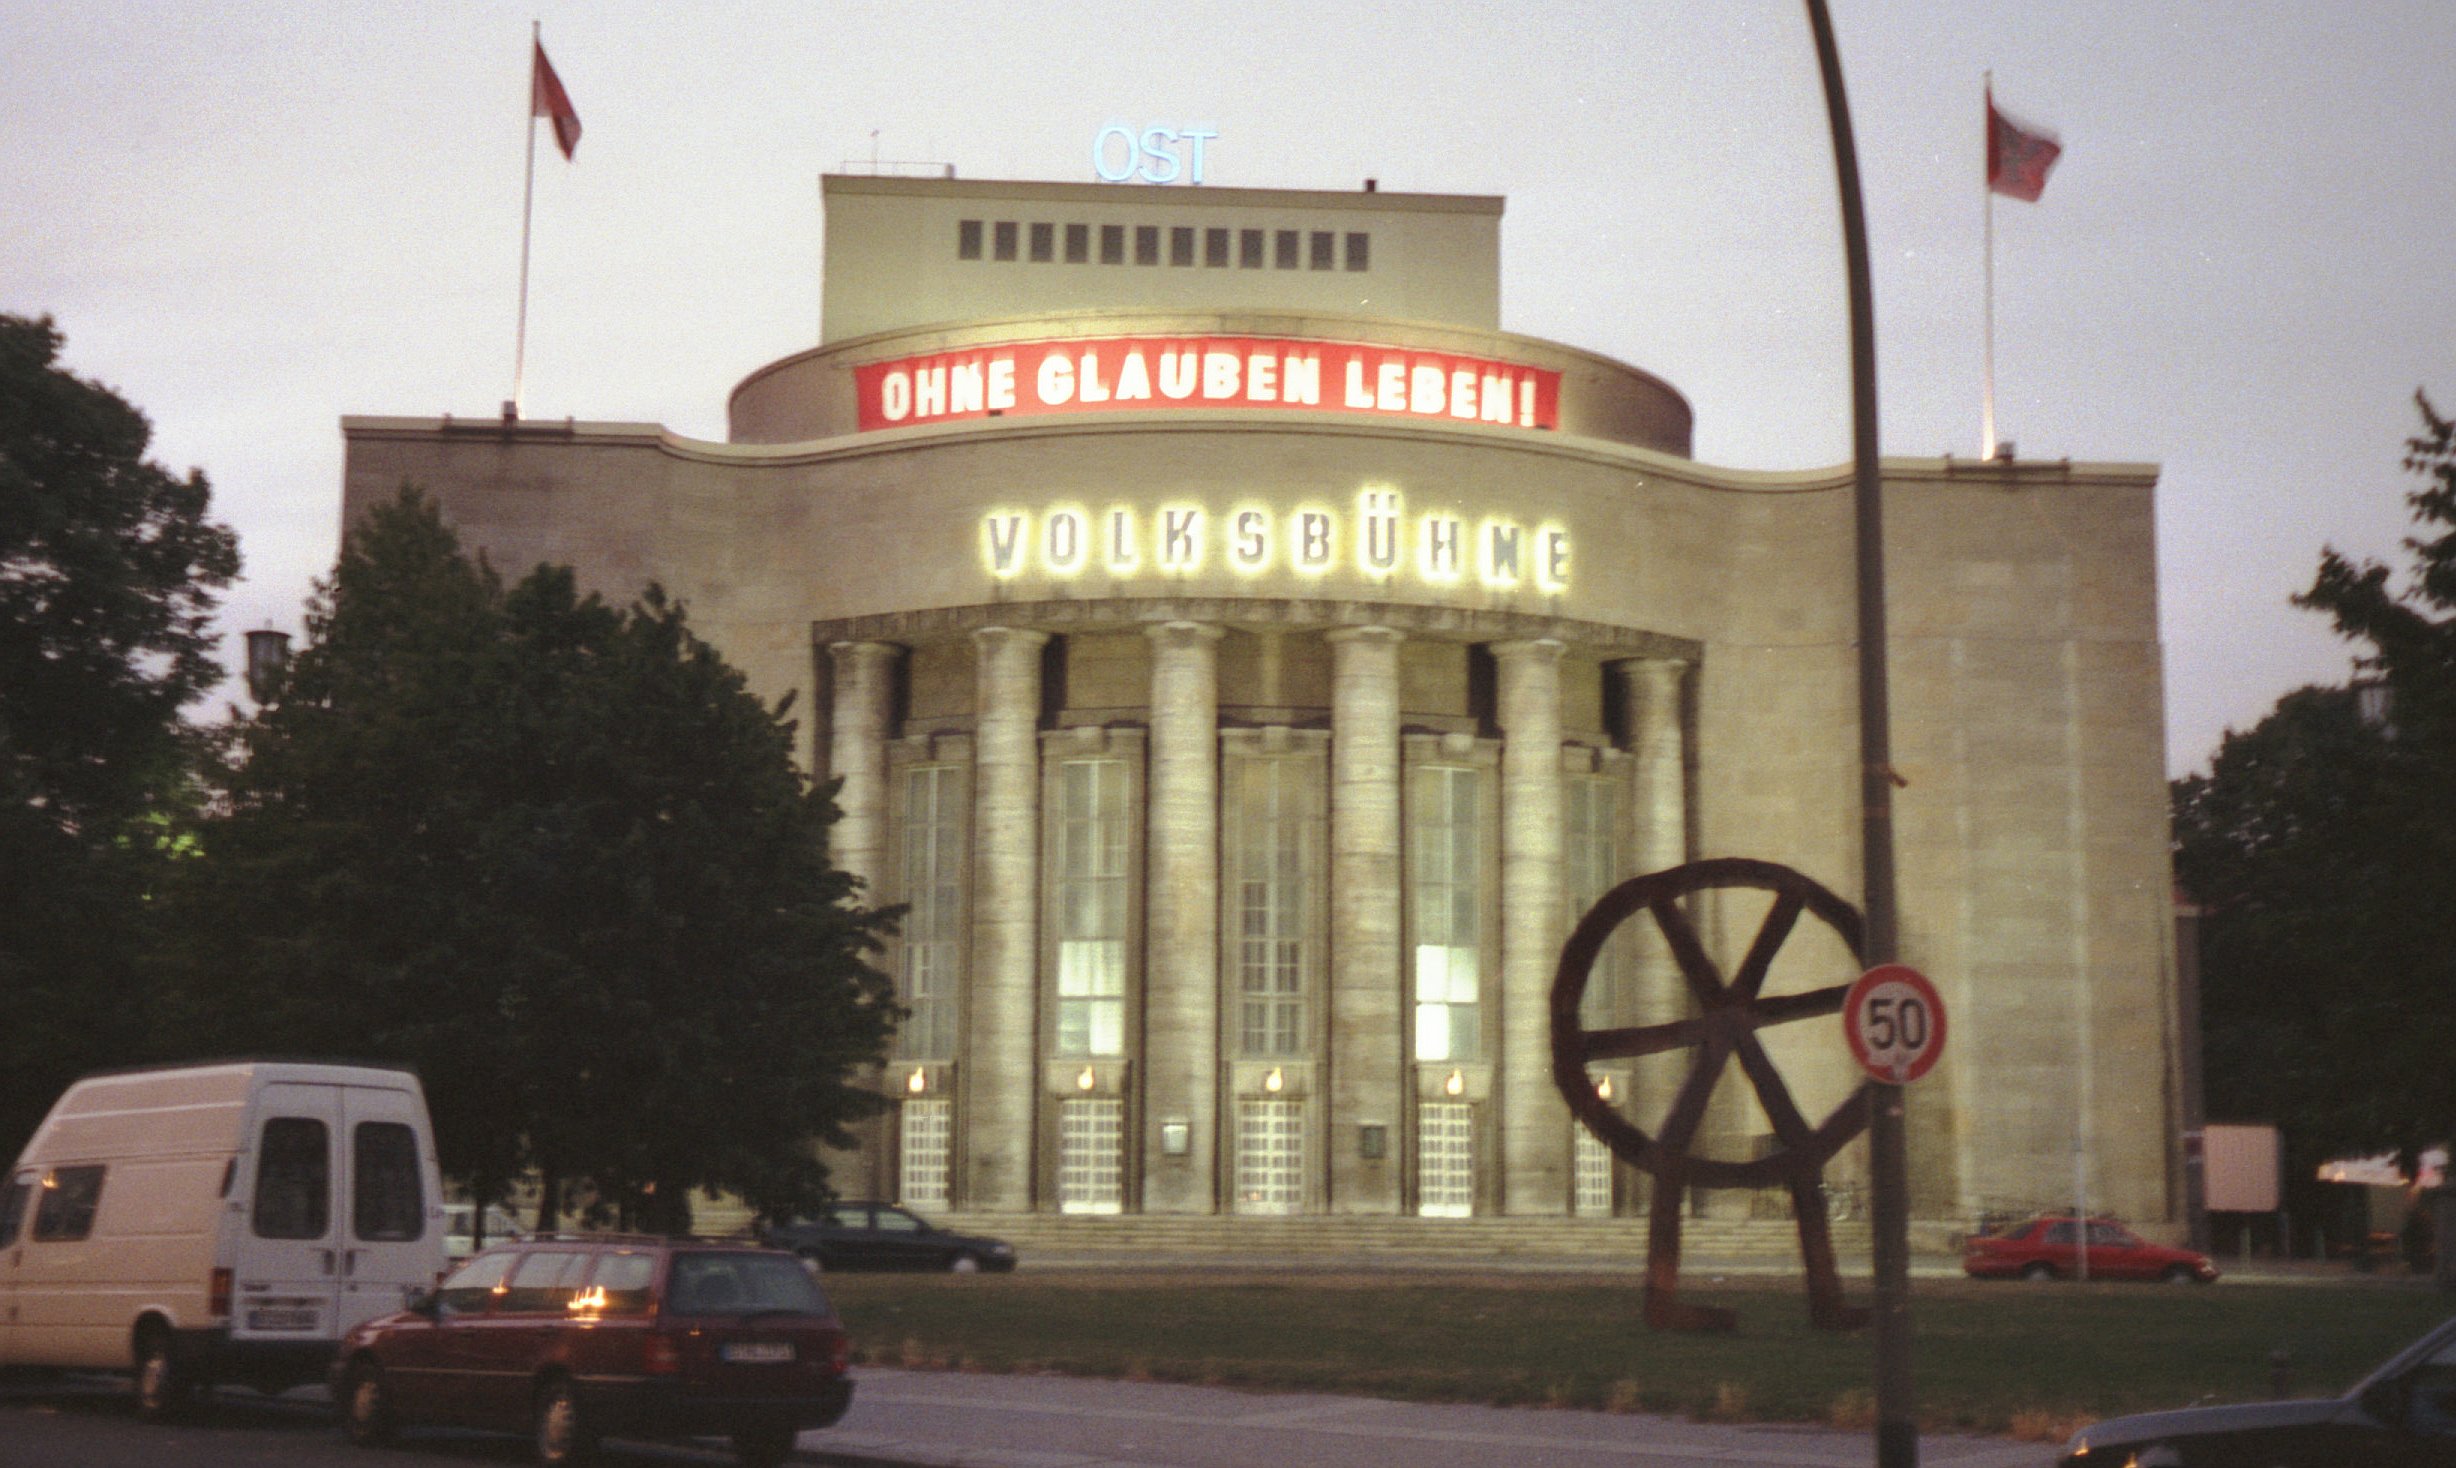 OST
OHNE GLAUBEN LEBEN!
VOLKSBÜHNE
50